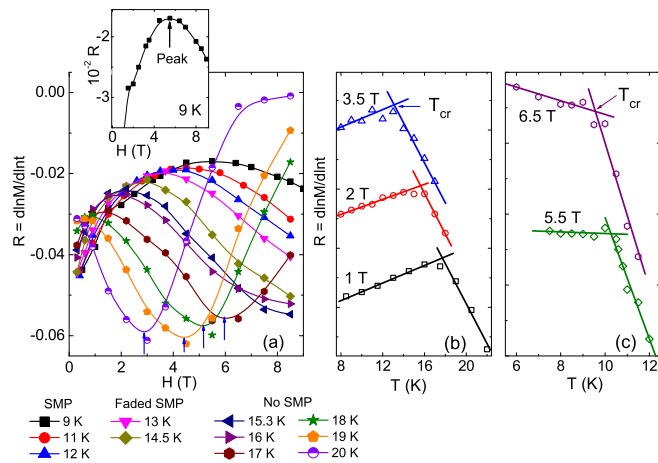 -2
-3
10⁻² R
Peak
9 K
H (T)
1 3 6
0.00
-0.02
-0.04
-0.06
R = dlnM/dlnt
(a)
0 2 4 6 8
H (T)
3.5 T
T_cr
2 T
1 T
R = dlnM/dlnt
(b)
8 12 16 20
T (K)
6.5 T
T_cr
5.5 T
(c)
6 8 10 12
T (K)
SMP Faded SMP No SMP
9 K 13 K 15.3 K 18 K
11 K 14.5 K 16 K 19 K
12 K 17 K 20 K